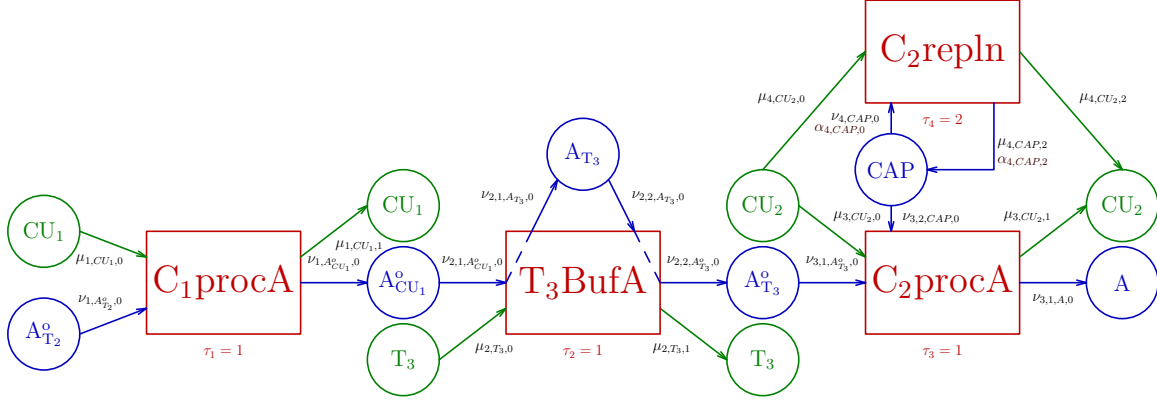 C₂repln
μ₄,CU₂,₀
μ₄,CU₂,₂
ν₄,CAP,₀
α₄,CAP,₀
τ₄ = 2
μ₄,CAP,₂
α₄,CAP,₂
A_T₃
CAP
ν₂,₁,A_T₃,₀
ν₂,₂,A_T₃,₀
CU₁
CU₁
CU₂
CU₂
μ₁,CU₁,₀
μ₁,CU₁,₁
μ₃,CU₂,₀
ν₃,₂,CAP,₀
μ₃,CU₂,₁
ν₁,A°_CU₁,₀
ν₂,₁,A°_CU₁,₀
ν₂,₂,A°_T₃,₀
ν₃,₁,A°_T₃,₀
C₁procA
A°_CU₁
T₃BufA
A°_T₃
C₂procA
A
ν₁,A°_T₂,₀
ν₃,₁,A,₀
A°_T₂
τ₁ = 1
T₃
μ₂,T₃,₀
τ₂ = 1
μ₂,T₃,₁
T₃
τ₃ = 1